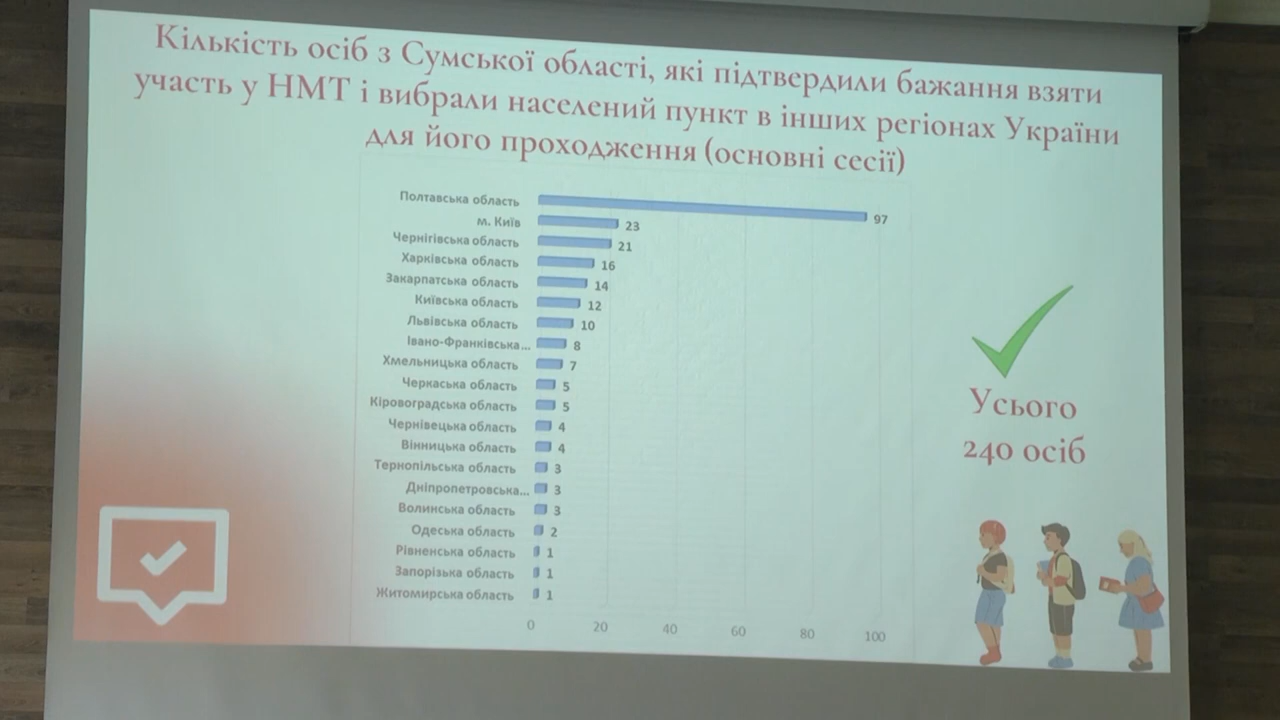 Кількість осіб з Сумської області, які підтвердили бажання взяти
участь у НМТ і вибрали населений пункт в інших регіонах України
для його проходження (основні сесії)
Полтавська область 97
м. Київ 23
Чернігівська область 21
Харківська область 16
Закарпатська область 14
Київська область 12
Львівська область 10
Івано-Франківська... 8
Хмельницька область 7
Черкаська область 5
Кіровоградська область 5
Чернівецька область 4
Вінницька область 4
Тернопільська область 3
Дніпропетровська... 3
Волинська область 3
Одеська область 2
Рівненська область 1
Запорізька область 1
Житомирська область 1
0 20 40 60 80 100
Усього
240 осіб